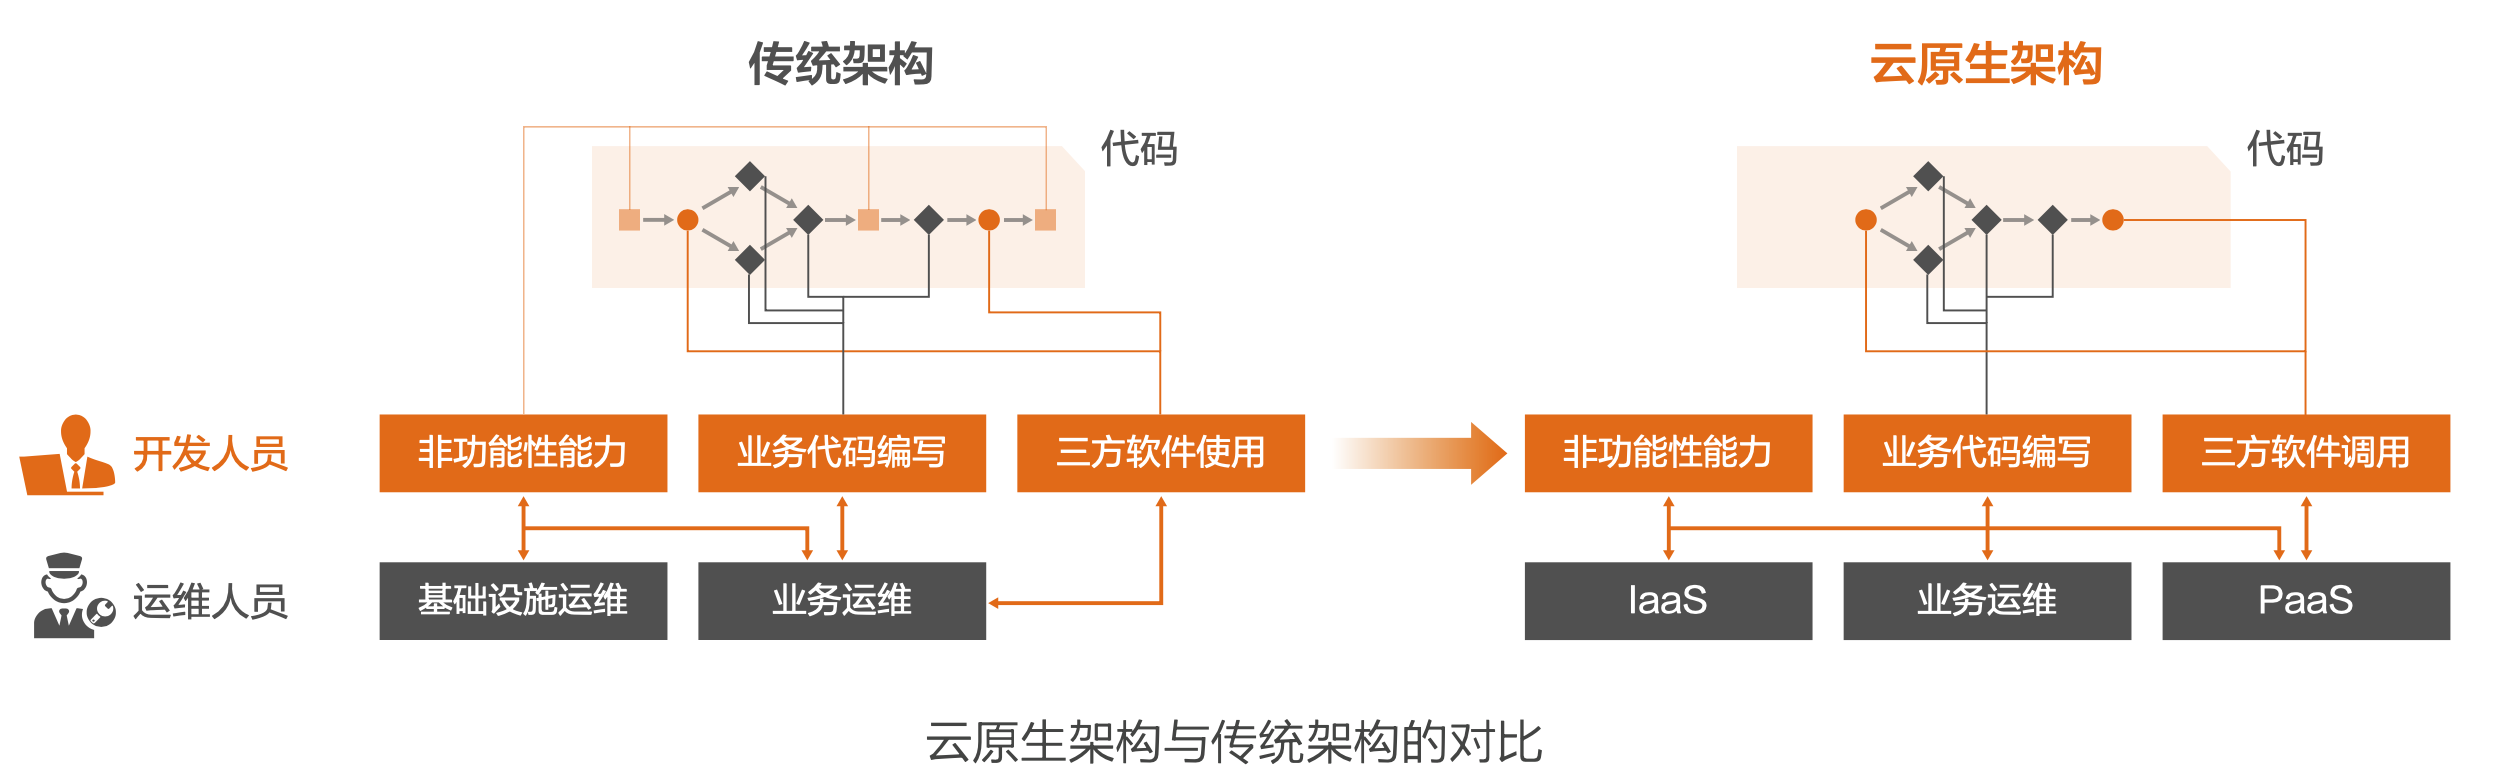 传统架构
云原生架构
代码
代码
开发人员
非功能性能力
业务代码编写
三方软件调用
非功能性能力
业务代码编写
三方软件调用
运维人员
基础设施运维
业务运维
IaaS
业务运维
PaaS
云原生架构与传统架构的对比